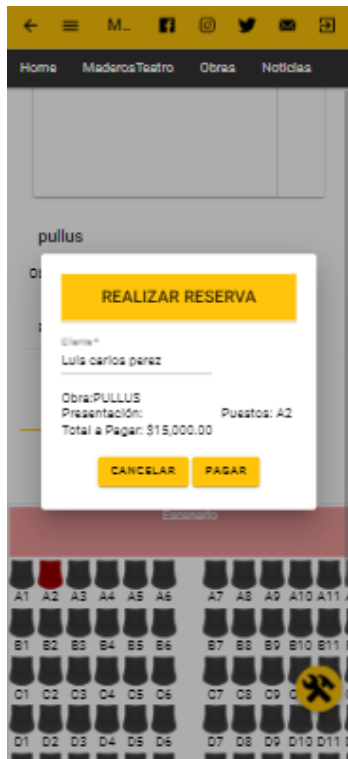 M...
Home MaderosTeatro Obras Noticias
pullus
REALIZAR RESERVA
Cliente*
Luis carlos perez
Obra:PULLUS
Presentación: Puestos: A2
Total a Pagar: $15,000.00
CANCELAR PAGAR
Escenario
A1 A2 A3 A4 A5 A6 A7 A8 A9 A10 A11
B1 B2 B3 B4 B5 B6 B7 B8 B9 B10 B11
C1 C2 C3 C4 C5 C6 C7 C8 C9
D1 D2 D3 D4 D5 D6 D7 D8 D9 D10 D11